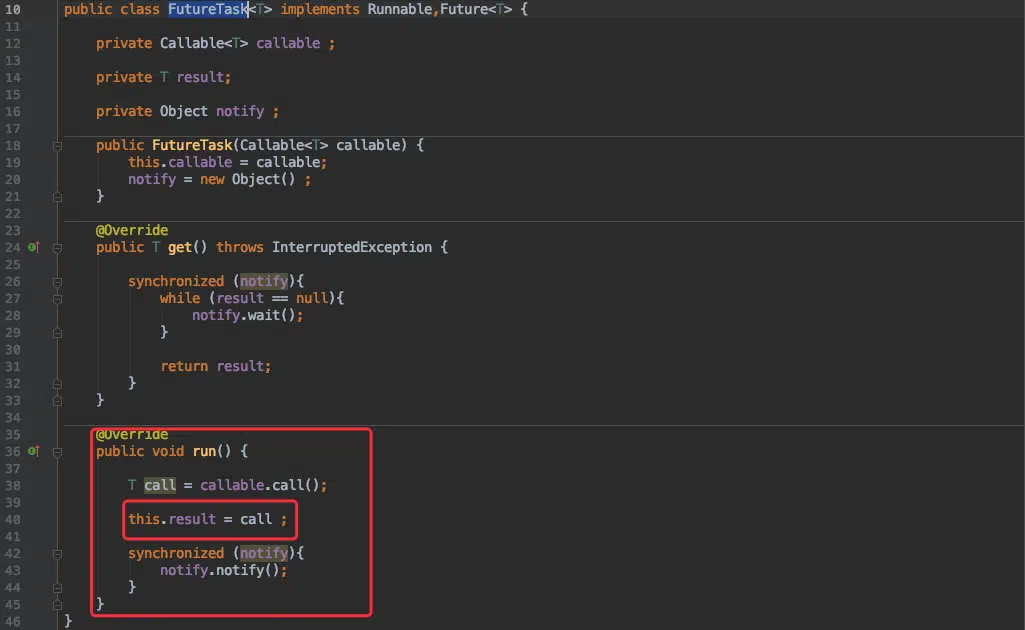 10 public class FutureTask<T> implements Runnable,Future<T> {
11
12 private Callable<T> callable ;
13
14 private T result;
15
16 private Object notify ;
17
18 public FutureTask(Callable<T> callable) {
19 this.callable = callable;
20 notify = new Object() ;
21 }
22
23 @Override
24 public T get() throws InterruptedException {
25
26 synchronized (notify){
27 while (result == null){
28 notify.wait();
29 }
30
31 return result;
32 }
33 }
34
35 @Override
36 public void run() {
37
38 T call = callable.call();
39
40 this.result = call ;
41
42 synchronized (notify){
43 notify.notify();
44 }
45 }
46 }